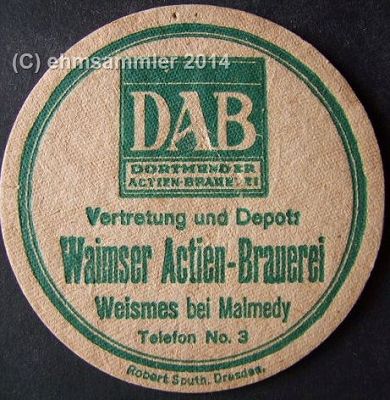 (C) ehmsammler 2014
DAB
DORTMUNDER
ACTIEN-BRAUEREI
Vertretung und Depot:
Waimser Actien-Brauerei
Weismes bei Malmedy
Telefon No. 3
Robert Sputh, Dresden.